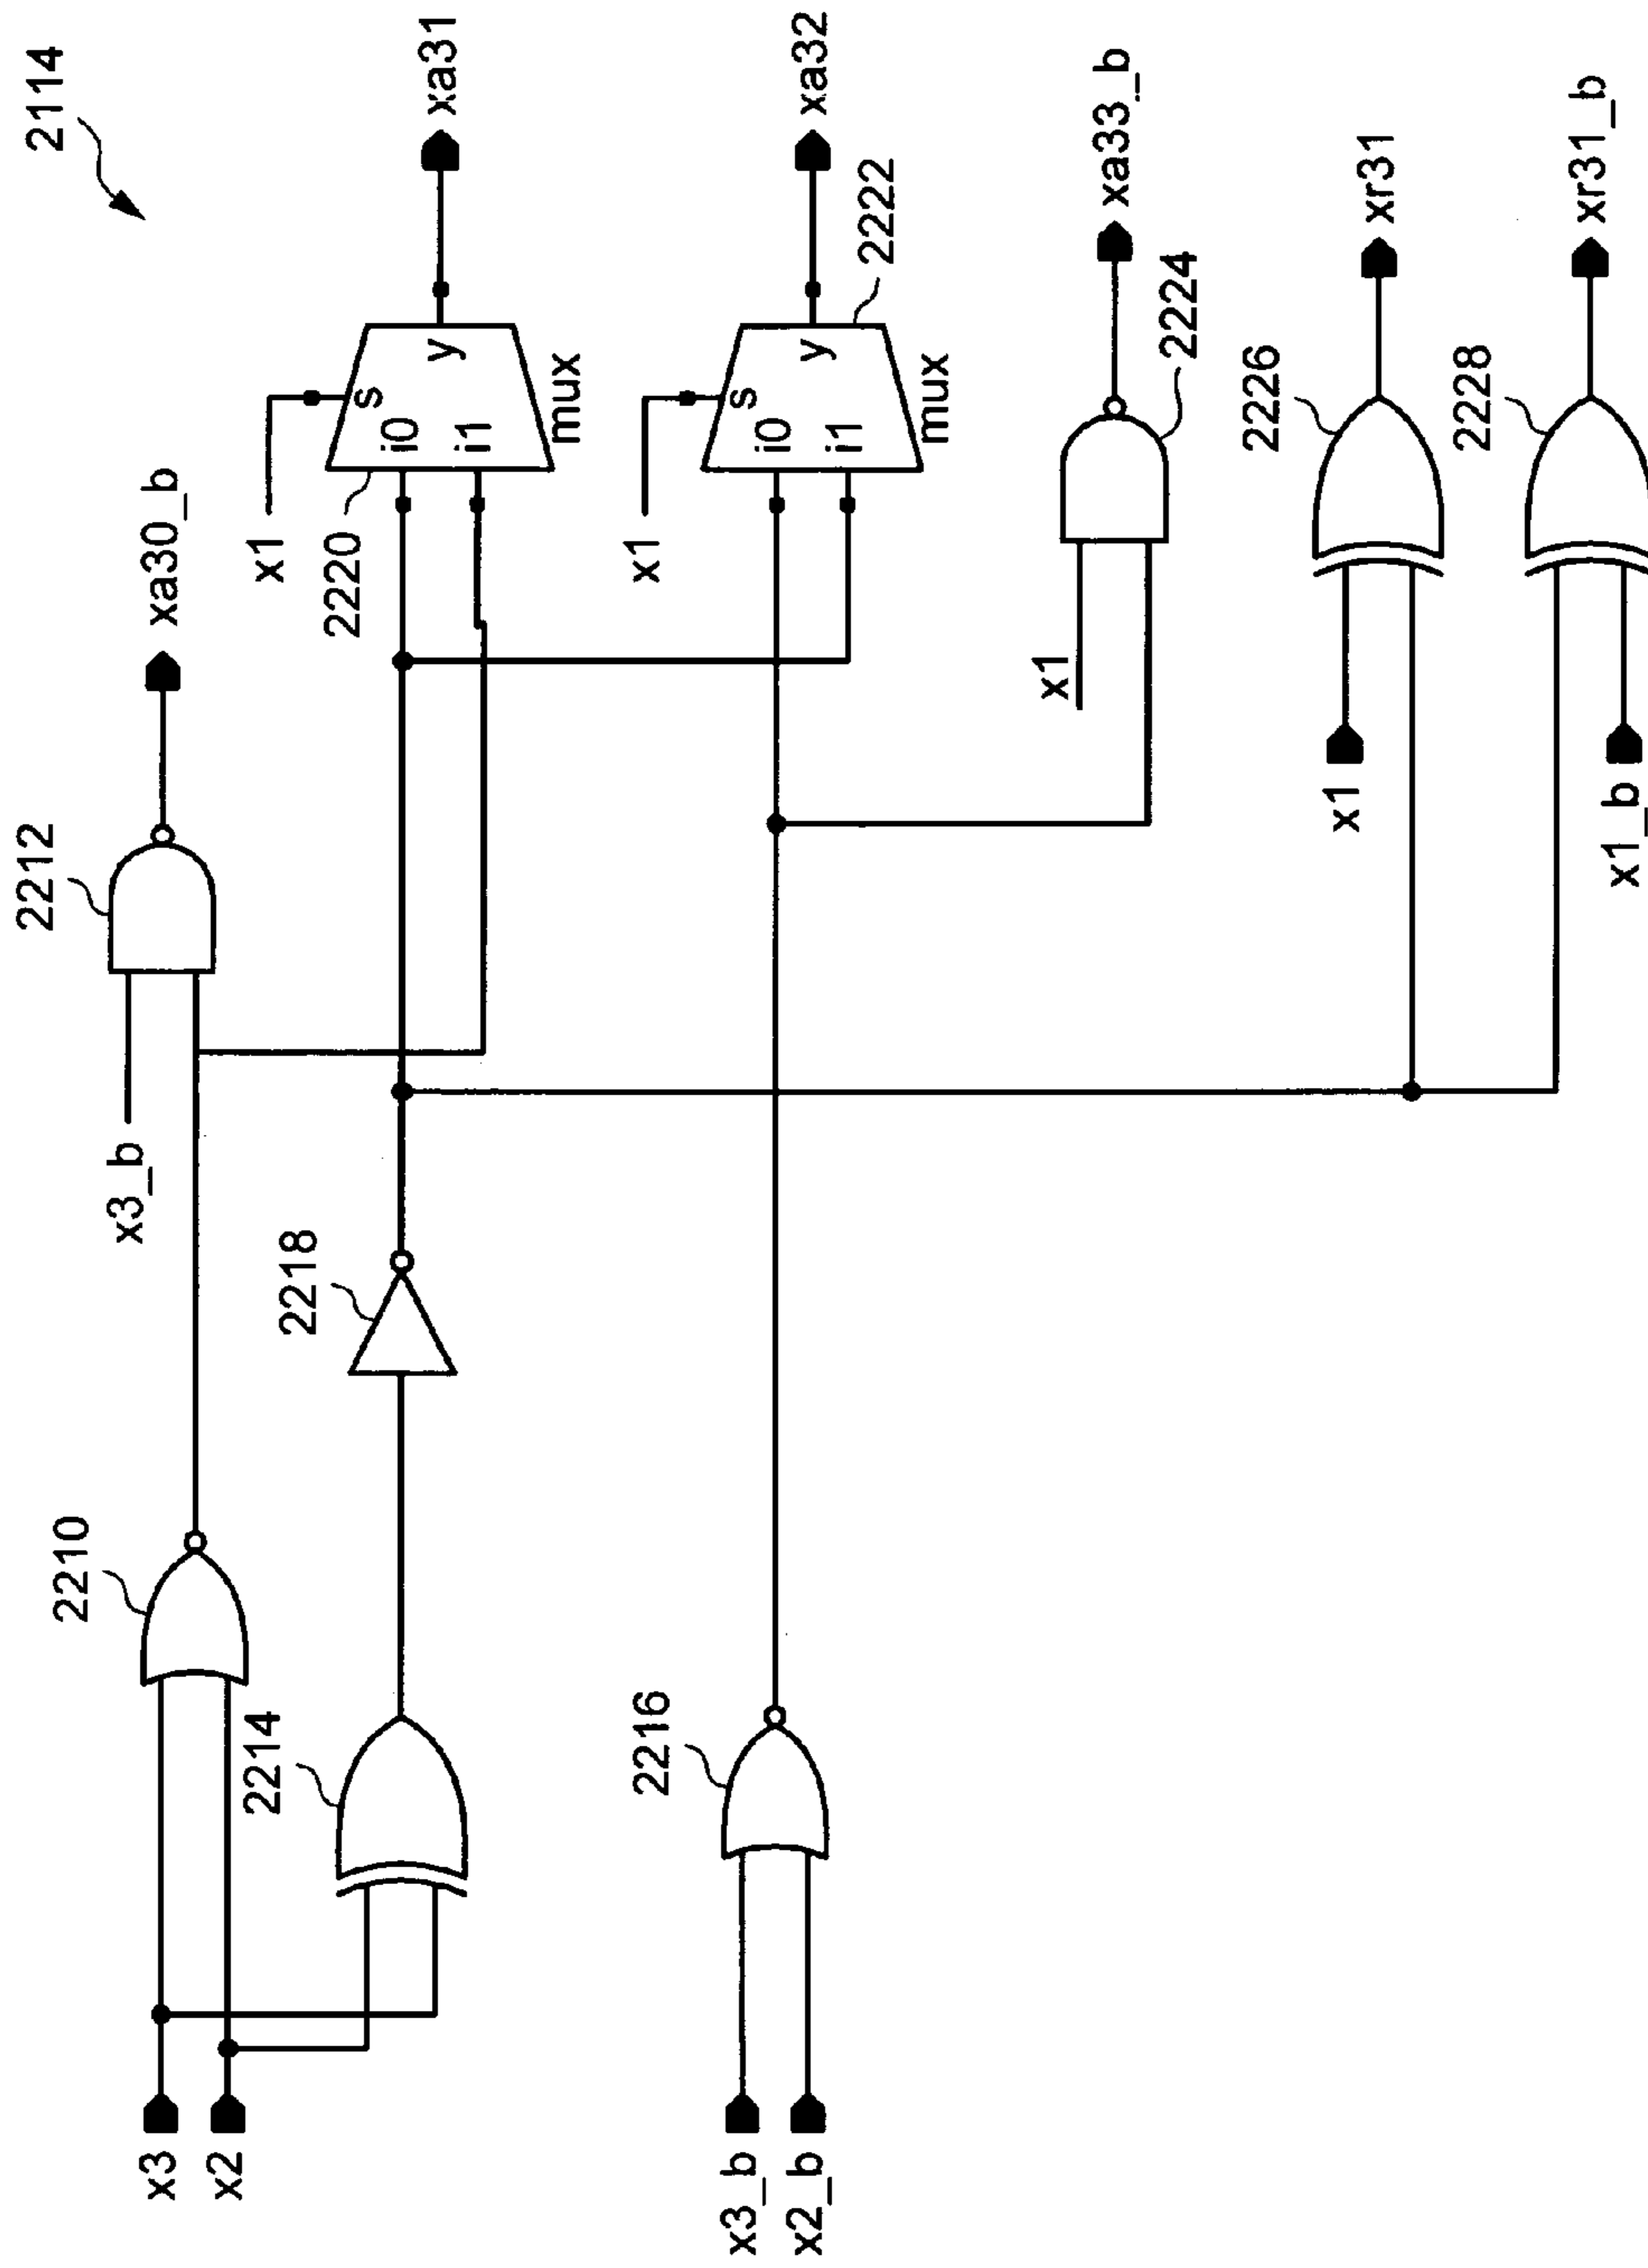 2114
2210
2212
x3_b
xa30_b
x3
x2
2214
2218
x1
2220
s
i0
i1
y
mux
xa31
x1
s
i0
i1
y
mux
2222
xa32
x3_b
x2_b
2216
x1
2224
xa33_b
x1
2226
xr31
x1_b
2228
xr31_b